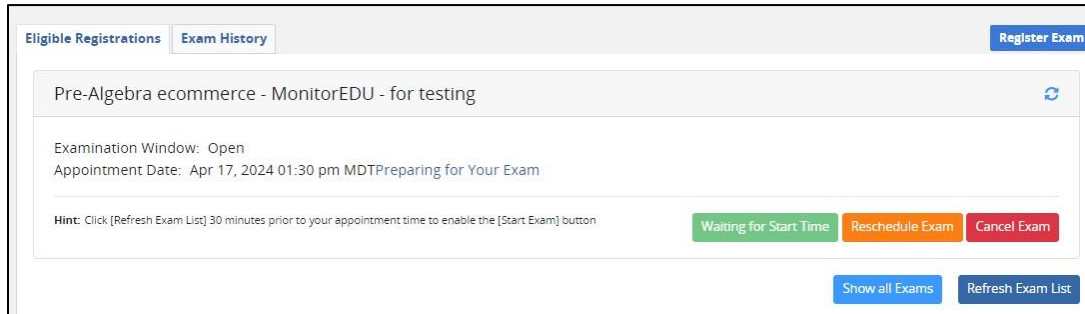 Eligible Registrations
Exam History
Register Exam
Pre-Algebra ecommerce - MonitorEDU - for testing
Examination Window: Open
Appointment Date: Apr 17, 2024 01:30 pm MDTPreparing for Your Exam
Hint: Click [Refresh Exam List] 30 minutes prior to your appointment time to enable the [Start Exam] button
Waiting for Start Time
Reschedule Exam
Cancel Exam
Show all Exams
Refresh Exam List